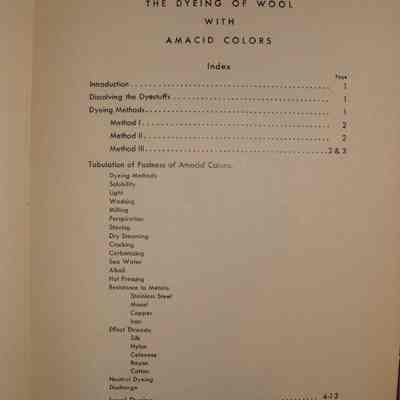 THE DYEING OF WOOL
WITH
AMACID COLORS
Index
Page
Introduction 1
Dissolving the Dyestuffs 1
Dyeing Methods 1
Method I 2
Method II 2
Method III 2 & 3
Tabulation of Fastness of Amacid Colors
Dyeing Methods
Solubility
Light
Washing
Milling
Perspiration
Stoving
Dry Steaming
Crocking
Carbonizing
Sea Water
Alkali
Hot Pressing
Resistance to Metals
Stainless Steel
Monel
Copper
Iron
Effect Threads
Silk
Nylon
Celanese
Rayon
Cotton
Neutral Dyeing
Discharge
4-13